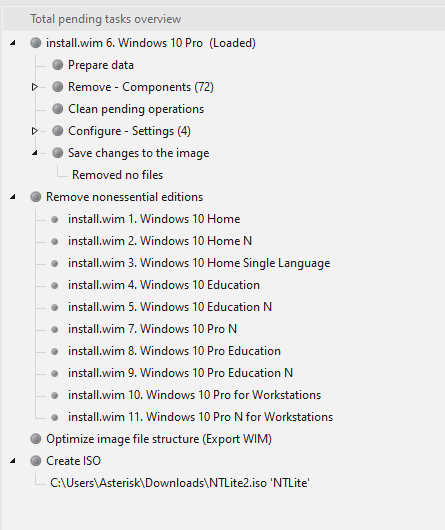 Total pending tasks overview
install.wim 6. Windows 10 Pro (Loaded)
Prepare data
Remove - Components (72)
Clean pending operations
Configure - Settings (4)
Save changes to the image
Removed no files
Remove nonessential editions
install.wim 1. Windows 10 Home
install.wim 2. Windows 10 Home N
install.wim 3. Windows 10 Home Single Language
install.wim 4. Windows 10 Education
install.wim 5. Windows 10 Education N
install.wim 7. Windows 10 Pro N
install.wim 8. Windows 10 Pro Education
install.wim 9. Windows 10 Pro Education N
install.wim 10. Windows 10 Pro for Workstations
install.wim 11. Windows 10 Pro N for Workstations
Optimize image file structure (Export WIM)
Create ISO
C:\Users\Asterisk\Downloads\NTLite2.iso 'NTLite'